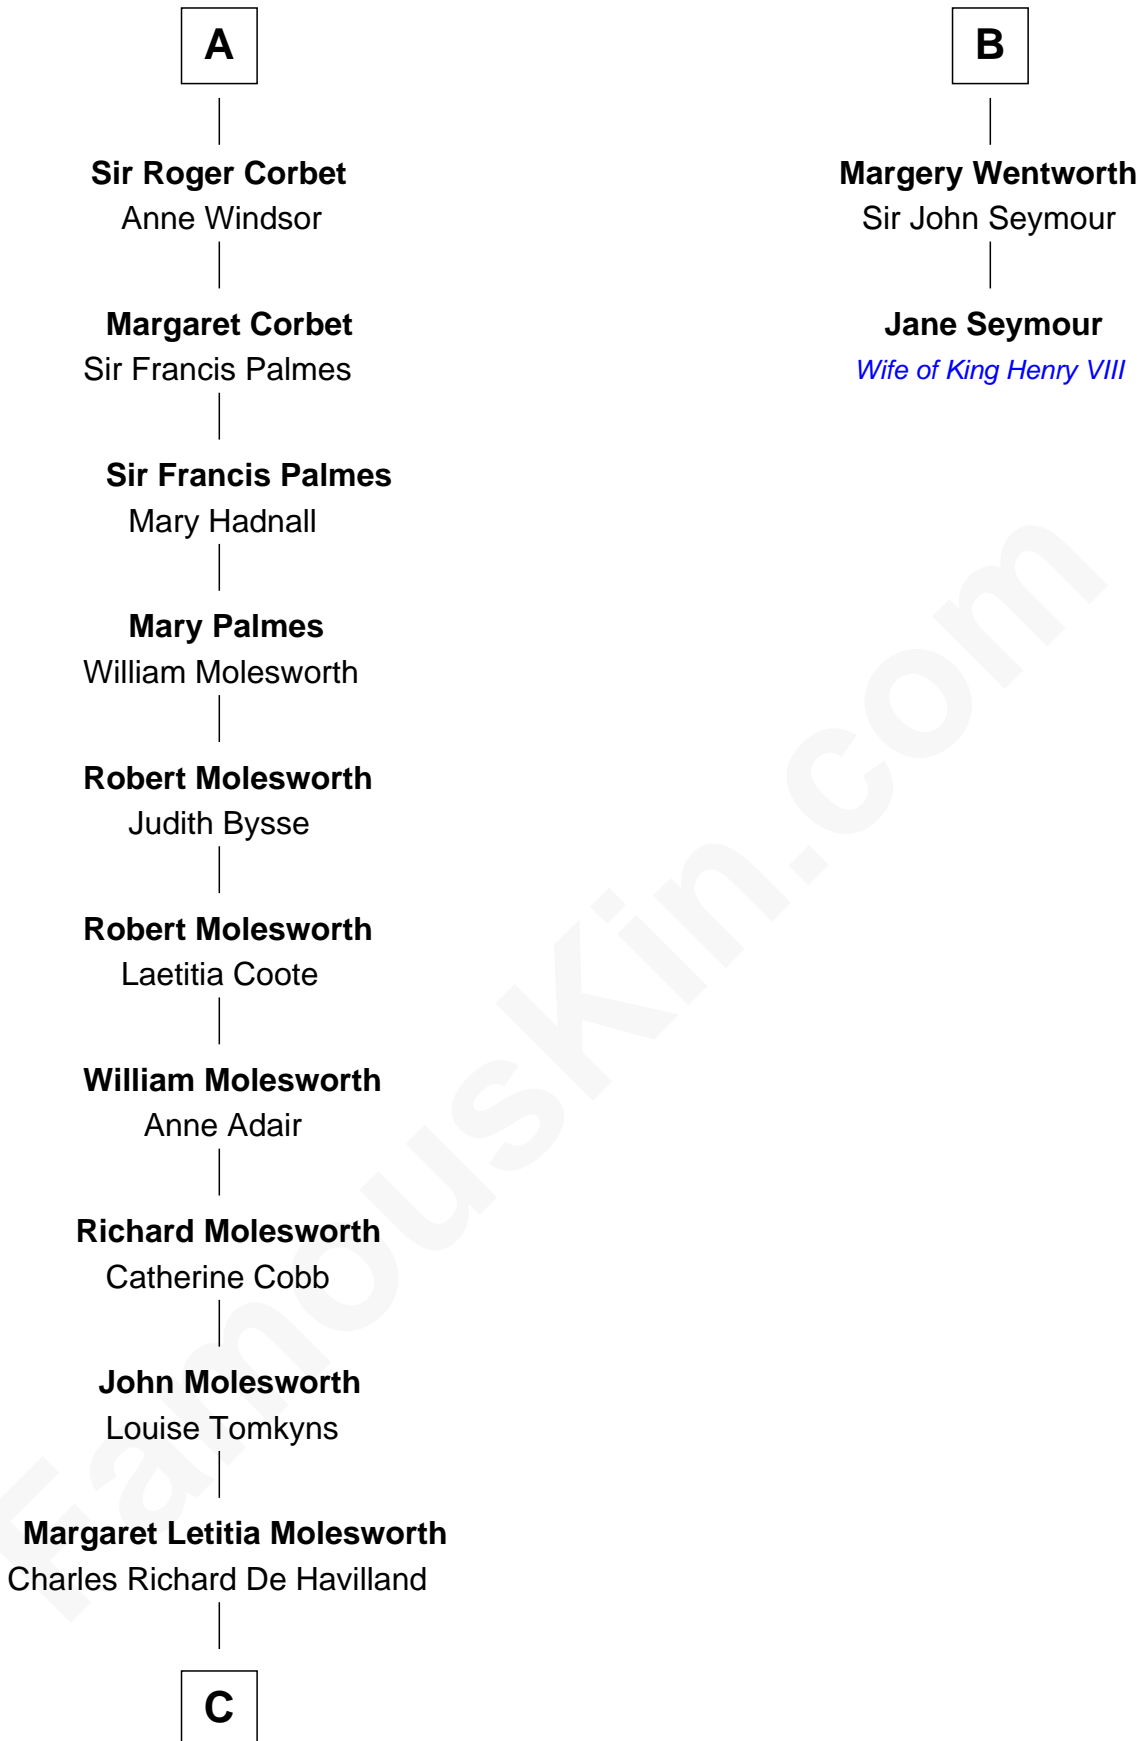 A
Sir Roger Corbet
Anne Windsor
Margaret Corbet
Sir Francis Palmes
Sir Francis Palmes
Mary Hadnall
Mary Palmes
William Molesworth
Robert Molesworth
Judith Bysse
Robert Molesworth
Laetitia Coote
William Molesworth
Anne Adair
Richard Molesworth
Catherine Cobb
John Molesworth
Louise Tomkyns
Margaret Letitia Molesworth
Charles Richard De Havilland
C
B
Margery Wentworth
Sir John Seymour
Jane Seymour
Wife of King Henry VIII
FamousKin.com